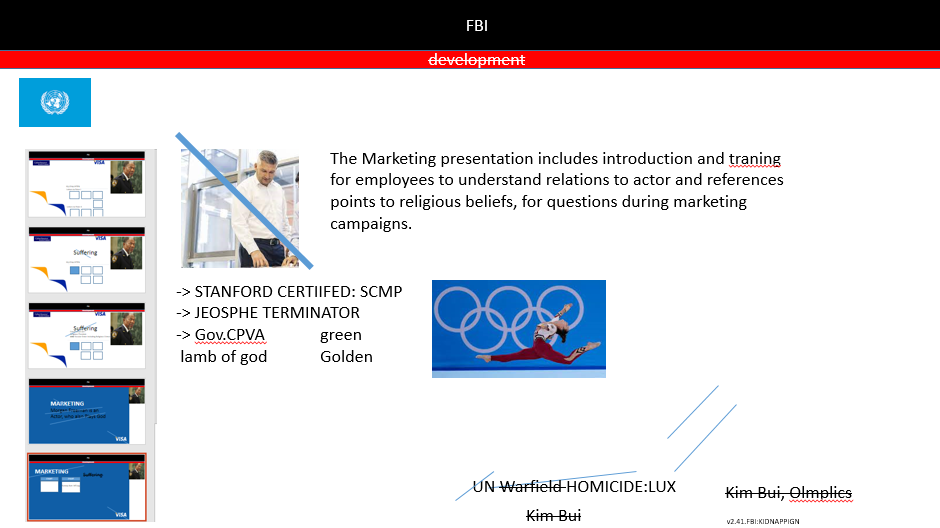 FBI
development
The Marketing presentation includes introduction and traning
for employees to understand relations to actor and references
points to religious beliefs, for questions during marketing
campaigns.
-> STANFORD CERTIIFED: SCMP
-> JEOSPHE TERMINATOR
-> Gov.CPVA green
lamb of god Golden
VISA
VISA
Suffering
VISA
Suffering
MARKETING
VISA
MARKETING
Suffering
VISA
UN Warfield HOMICIDE:LUX
Kim Bui
Kim Bui, Olmplics
v2.41.FBI:KIDNAPPIGN